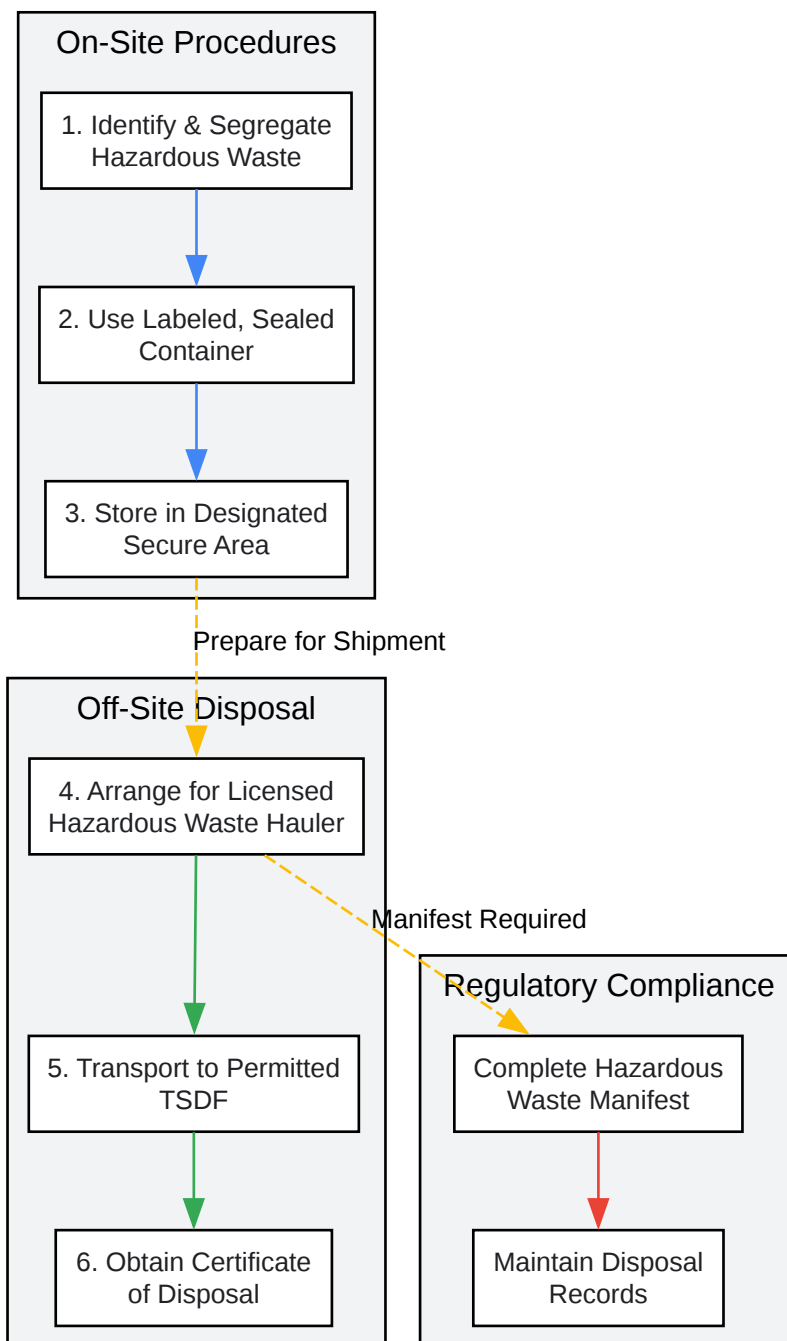 On-Site Procedures
1. Identify & Segregate
Hazardous Waste
2. Use Labeled, Sealed
Container
3. Store in Designated
Secure Area
Prepare for Shipment
Off-Site Disposal
4. Arrange for Licensed
Hazardous Waste Hauler
Manifest Required
Regulatory Compliance
5. Transport to Permitted
TSDF
Complete Hazardous
Waste Manifest
6. Obtain Certificate
of Disposal
Maintain Disposal
Records